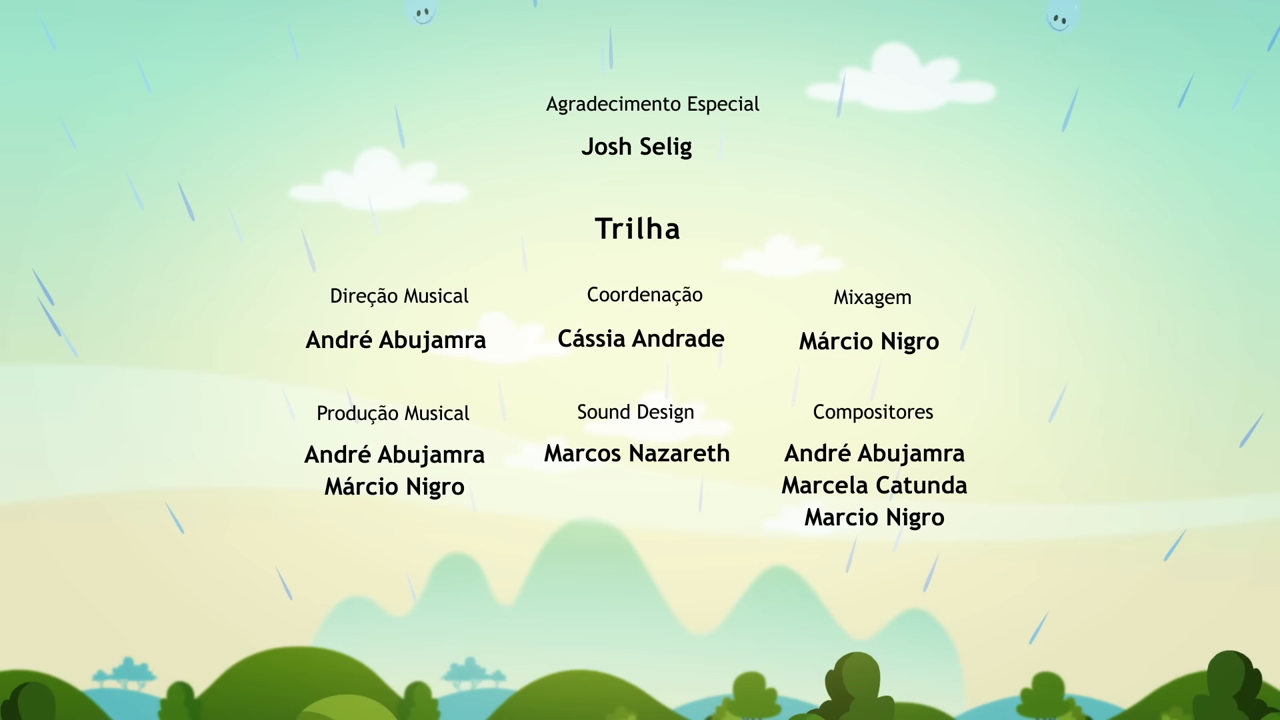 Agradecimento Especial
Josh Selig
Trilha
Direção Musical
André Abujamra
Coordenação
Cássia Andrade
Mixagem
Márcio Nigro
Produção Musical
André Abujamra
Márcio Nigro
Sound Design
Marcos Nazareth
Compositores
André Abujamra
Marcela Catunda
Marcio Nigro